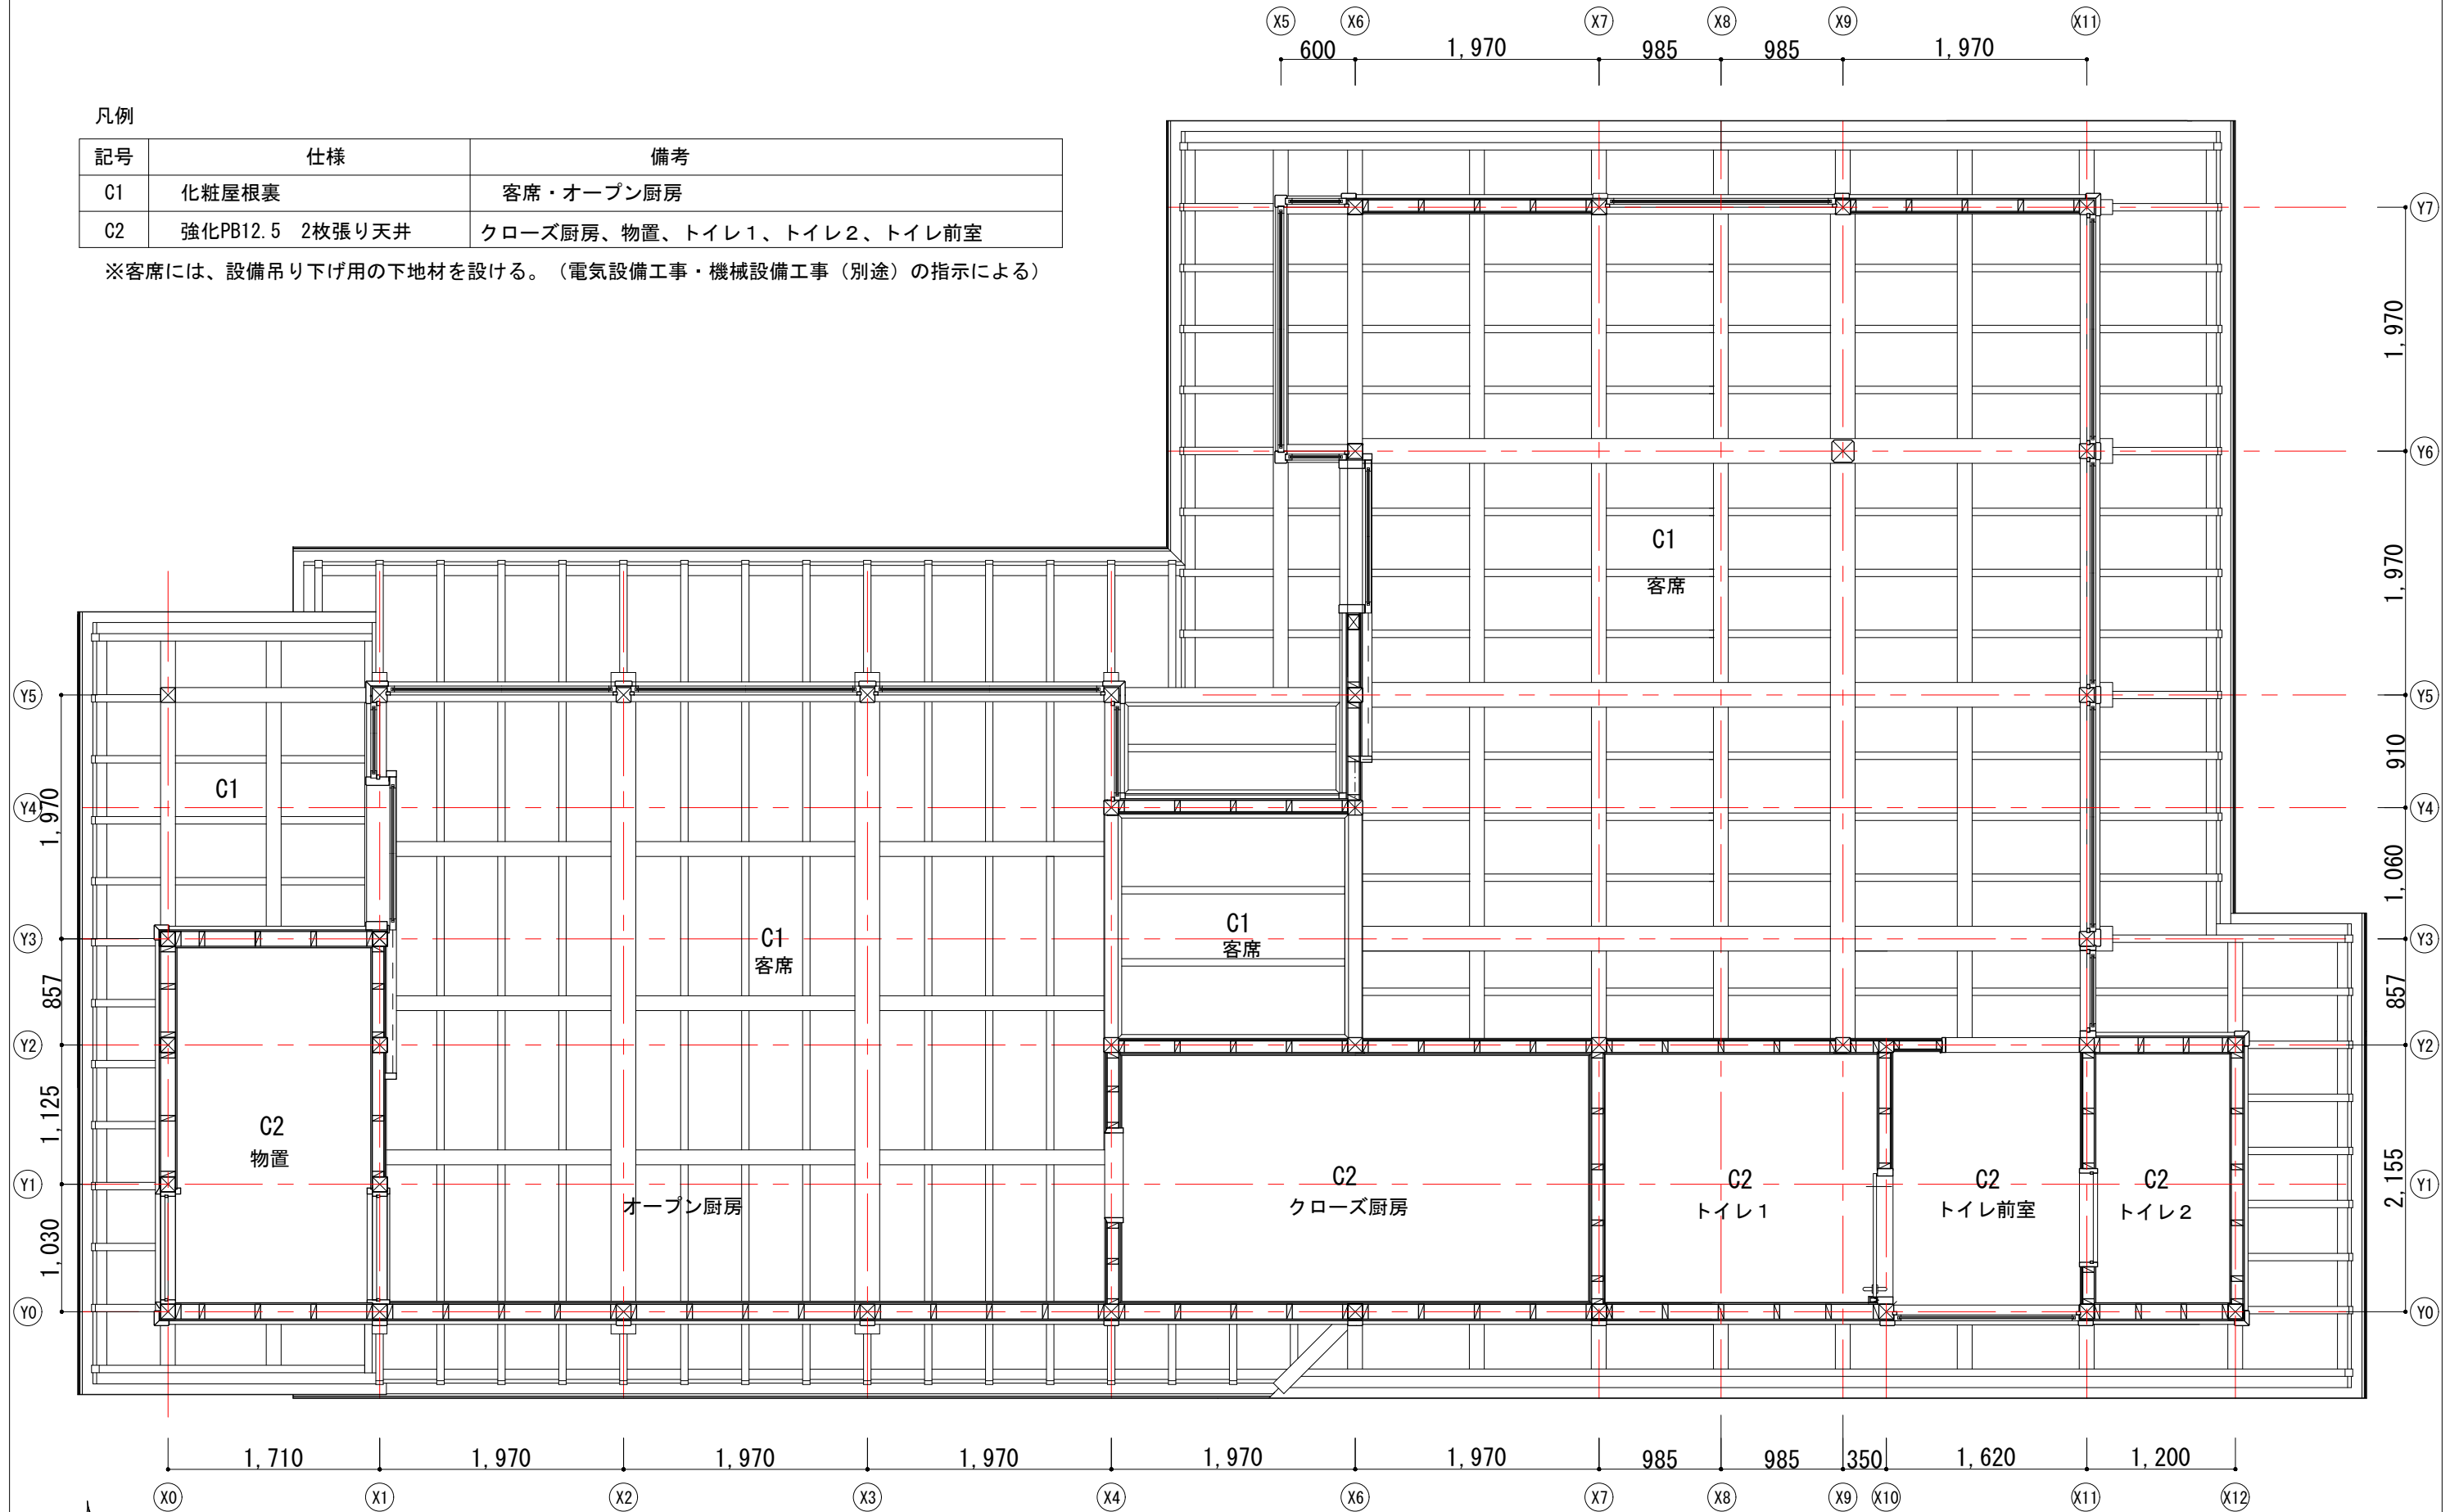 X5 X6 X7 X8 X9 X11
600 1,970 985 985 1,970
凡例
記号 仕様 備考
C1 化粧屋根裏 客席・オープン厨房
C2 強化PB12.5 2枚張り天井 クローズ厨房、物置、トイレ1、トイレ2、トイレ前室
※客席には、設備吊り下げ用の下地材を設ける。（電気設備工事・機械設備工事（別途）の指示による）
Y7
1,970
Y6
C1
客席
1,970
Y5 Y5
910
C1
1,970
Y4 Y4
1,060
C1
客席
C1
客席
Y3 Y3
857 857
Y2 Y2
1,125
C2
物置
オープン厨房
C2
クローズ厨房
C2
トイレ1
C2
トイレ前室
C2
トイレ2
2,155
Y1 Y1
1,030
Y0 Y0
1,710 1,970 1,970 1,970 1,970 1,970 985 985 350 1,620 1,200
X0 X1 X2 X3 X4 X6 X7 X8 X9 X10 X11 X12